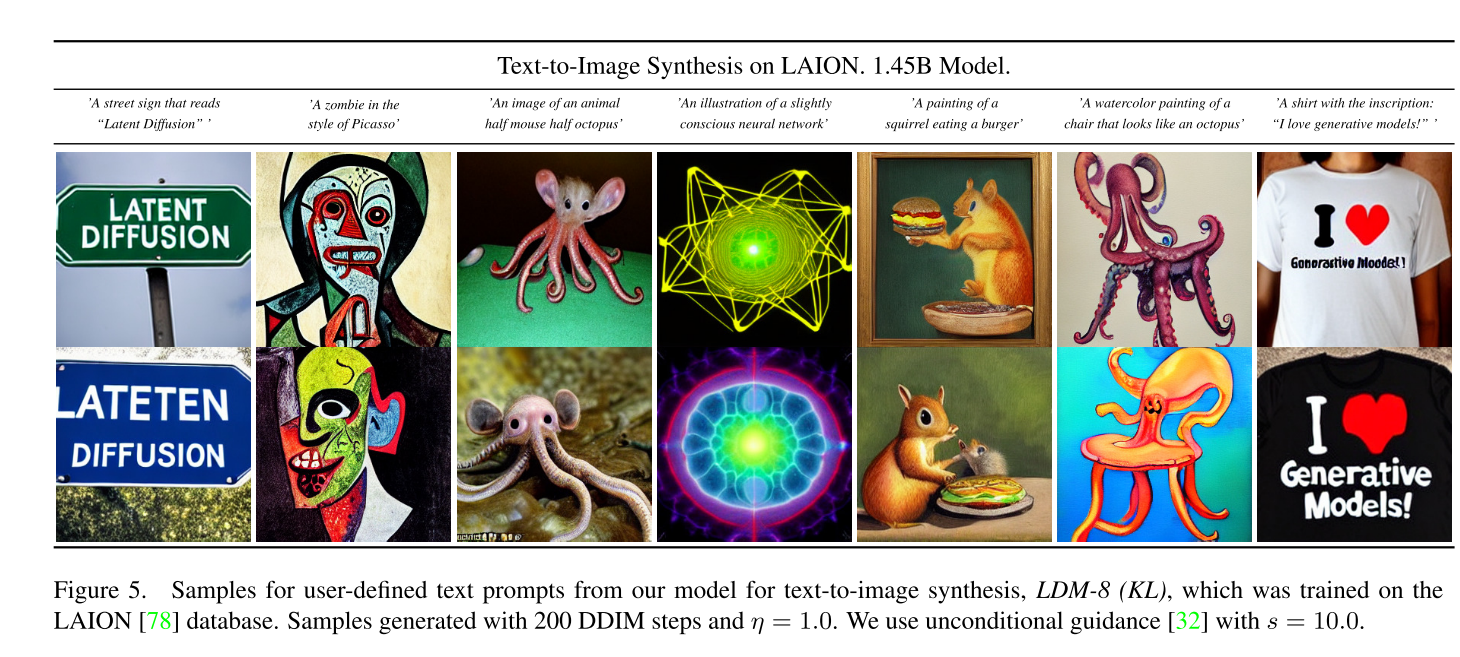 Text-to-Image Synthesis on LAION. 1.45B Model.
'A street sign that reads
“Latent Diffusion” '
'A zombie in the
style of Picasso'
'An image of an animal
half mouse half octopus'
'An illustration of a slightly
conscious neural network'
'A painting of a
squirrel eating a burger'
'A watercolor painting of a
chair that looks like an octopus'
'A shirt with the inscription:
“I love generative models!” '
LATENT
DIFFUSION
I
LATETEN
DIFFUSION
I
Generative
Models!
Figure 5. Samples for user-defined text prompts from our model for text-to-image synthesis, LDM-8 (KL), which was trained on the
LAION [78] database. Samples generated with 200 DDIM steps and η = 1.0. We use unconditional guidance [32] with s = 10.0.